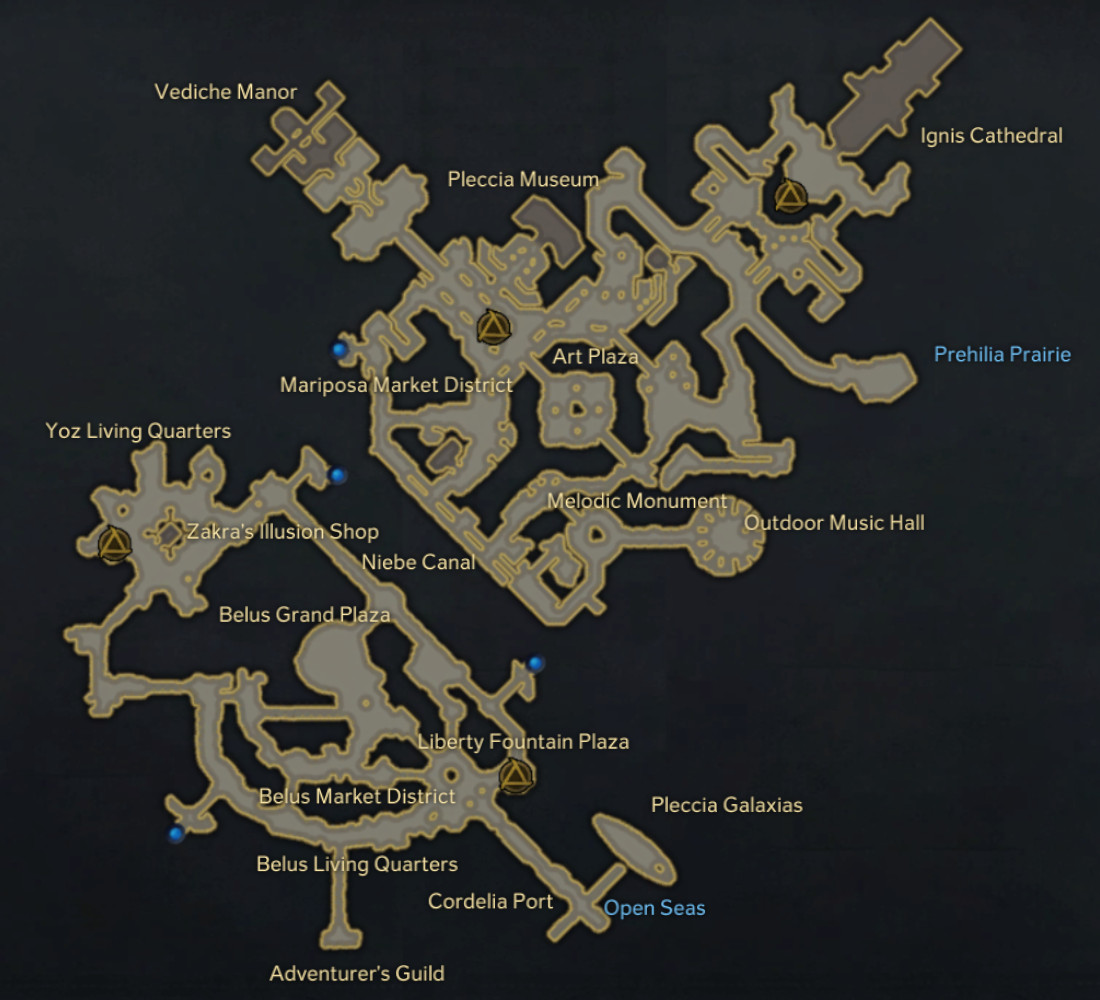 Vediche Manor
Ignis Cathedral
Pleccia Museum
Prehilia Prairie
Art Plaza
Mariposa Market District
Yoz Living Quarters
Melodic Monument
Outdoor Music Hall
Zakra's Illusion Shop
Niebe Canal
Belus Grand Plaza
Liberty Fountain Plaza
Belus Market District
Pleccia Galaxias
Belus Living Quarters
Cordelia Port
Open Seas
Adventurer's Guild